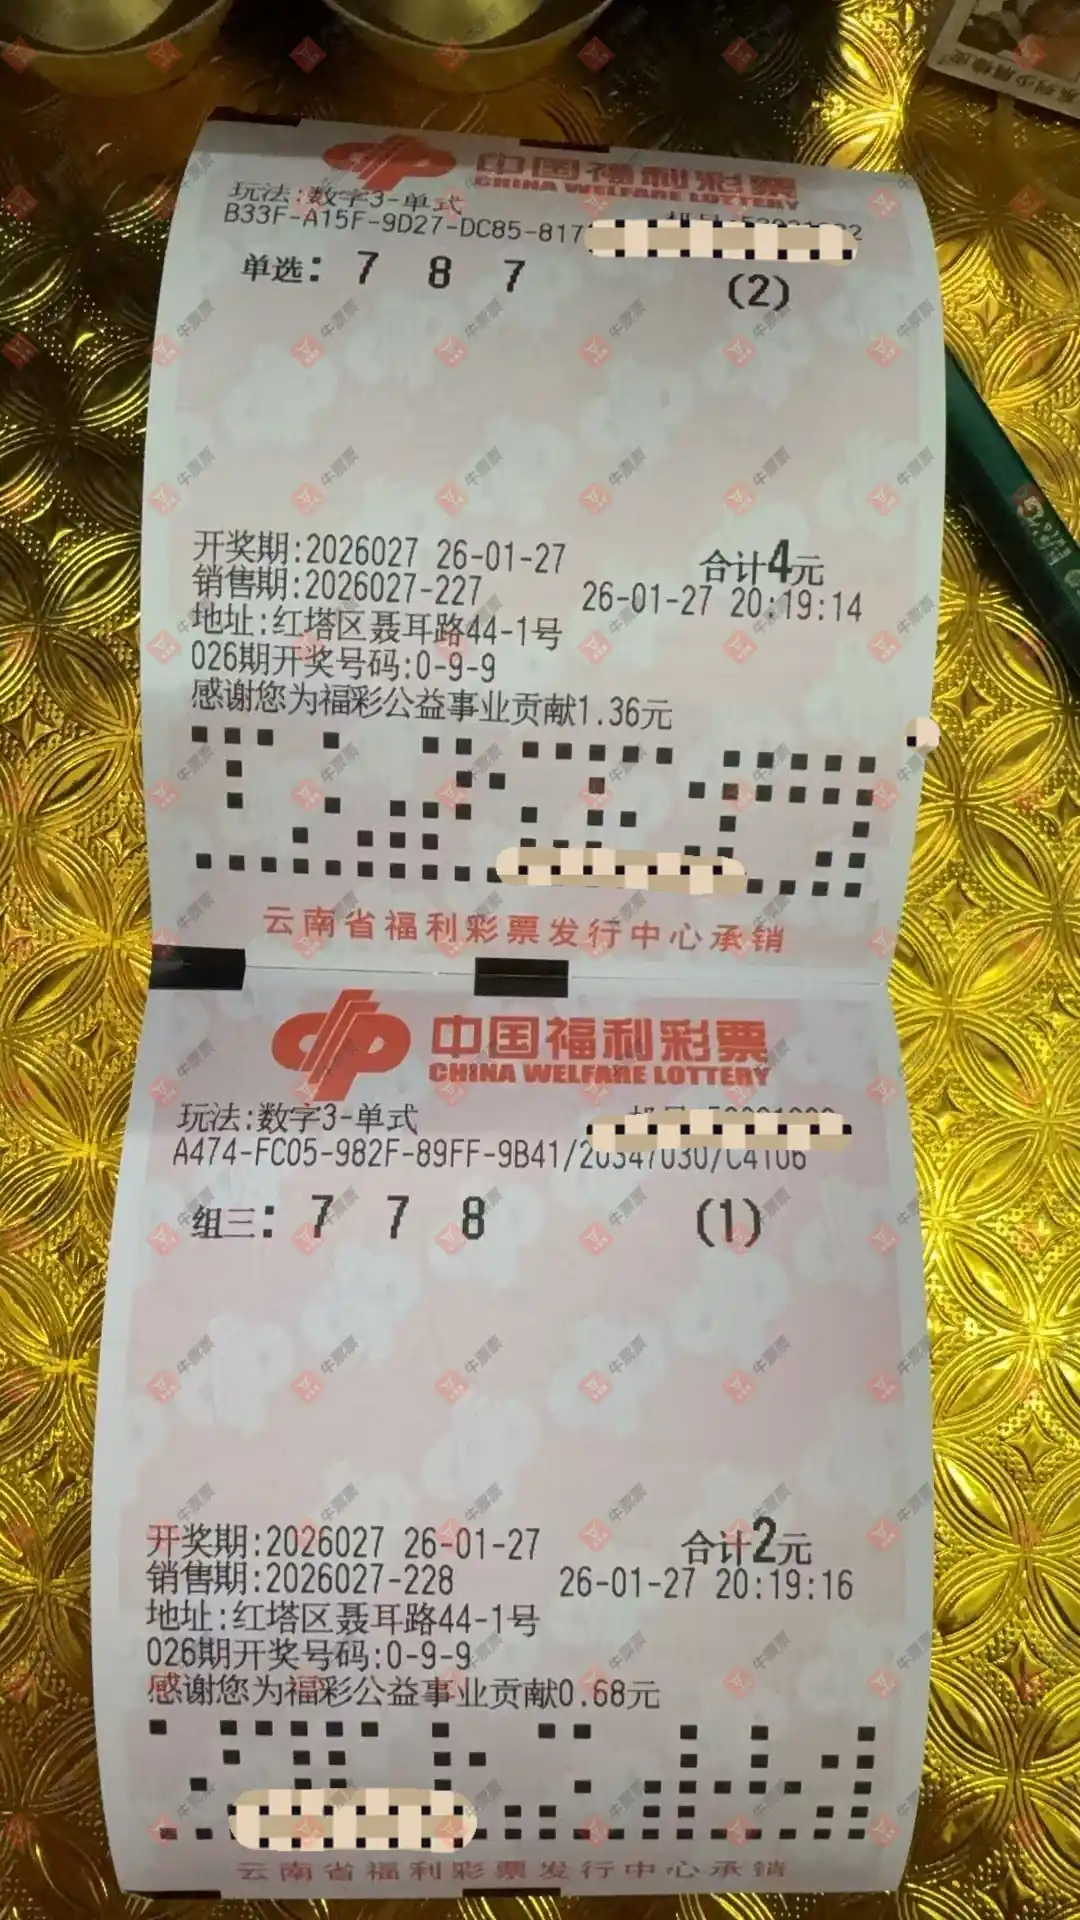 中国福利彩票
CHINA WELFARE LOTTERY
玩法:数字3-单式
B33F-A15F-9D27-DC85-817
单选: 7 8 7 (2)
开奖期:2026027 26-01-27 合计4元
销售期:2026027-227 26-01-27 20:19:14
地址:红塔区聂耳路44-1号
026期开奖号码:0-9-9
感谢您为福彩公益事业贡献1.36元
云南省福利彩票发行中心承销
中国福利彩票
CHINA WELFARE LOTTERY
玩法:数字3-单式
A474-FC05-982F-89FF-9B41/20347030/C4106
组三: 7 7 8 (1)
开奖期:2026027 26-01-27 合计2元
销售期:2026027-228 26-01-27 20:19:16
地址:红塔区聂耳路44-1号
026期开奖号码:0-9-9
感谢您为福彩公益事业贡献0.68元
云南省福利彩票发行中心承销
牛票票